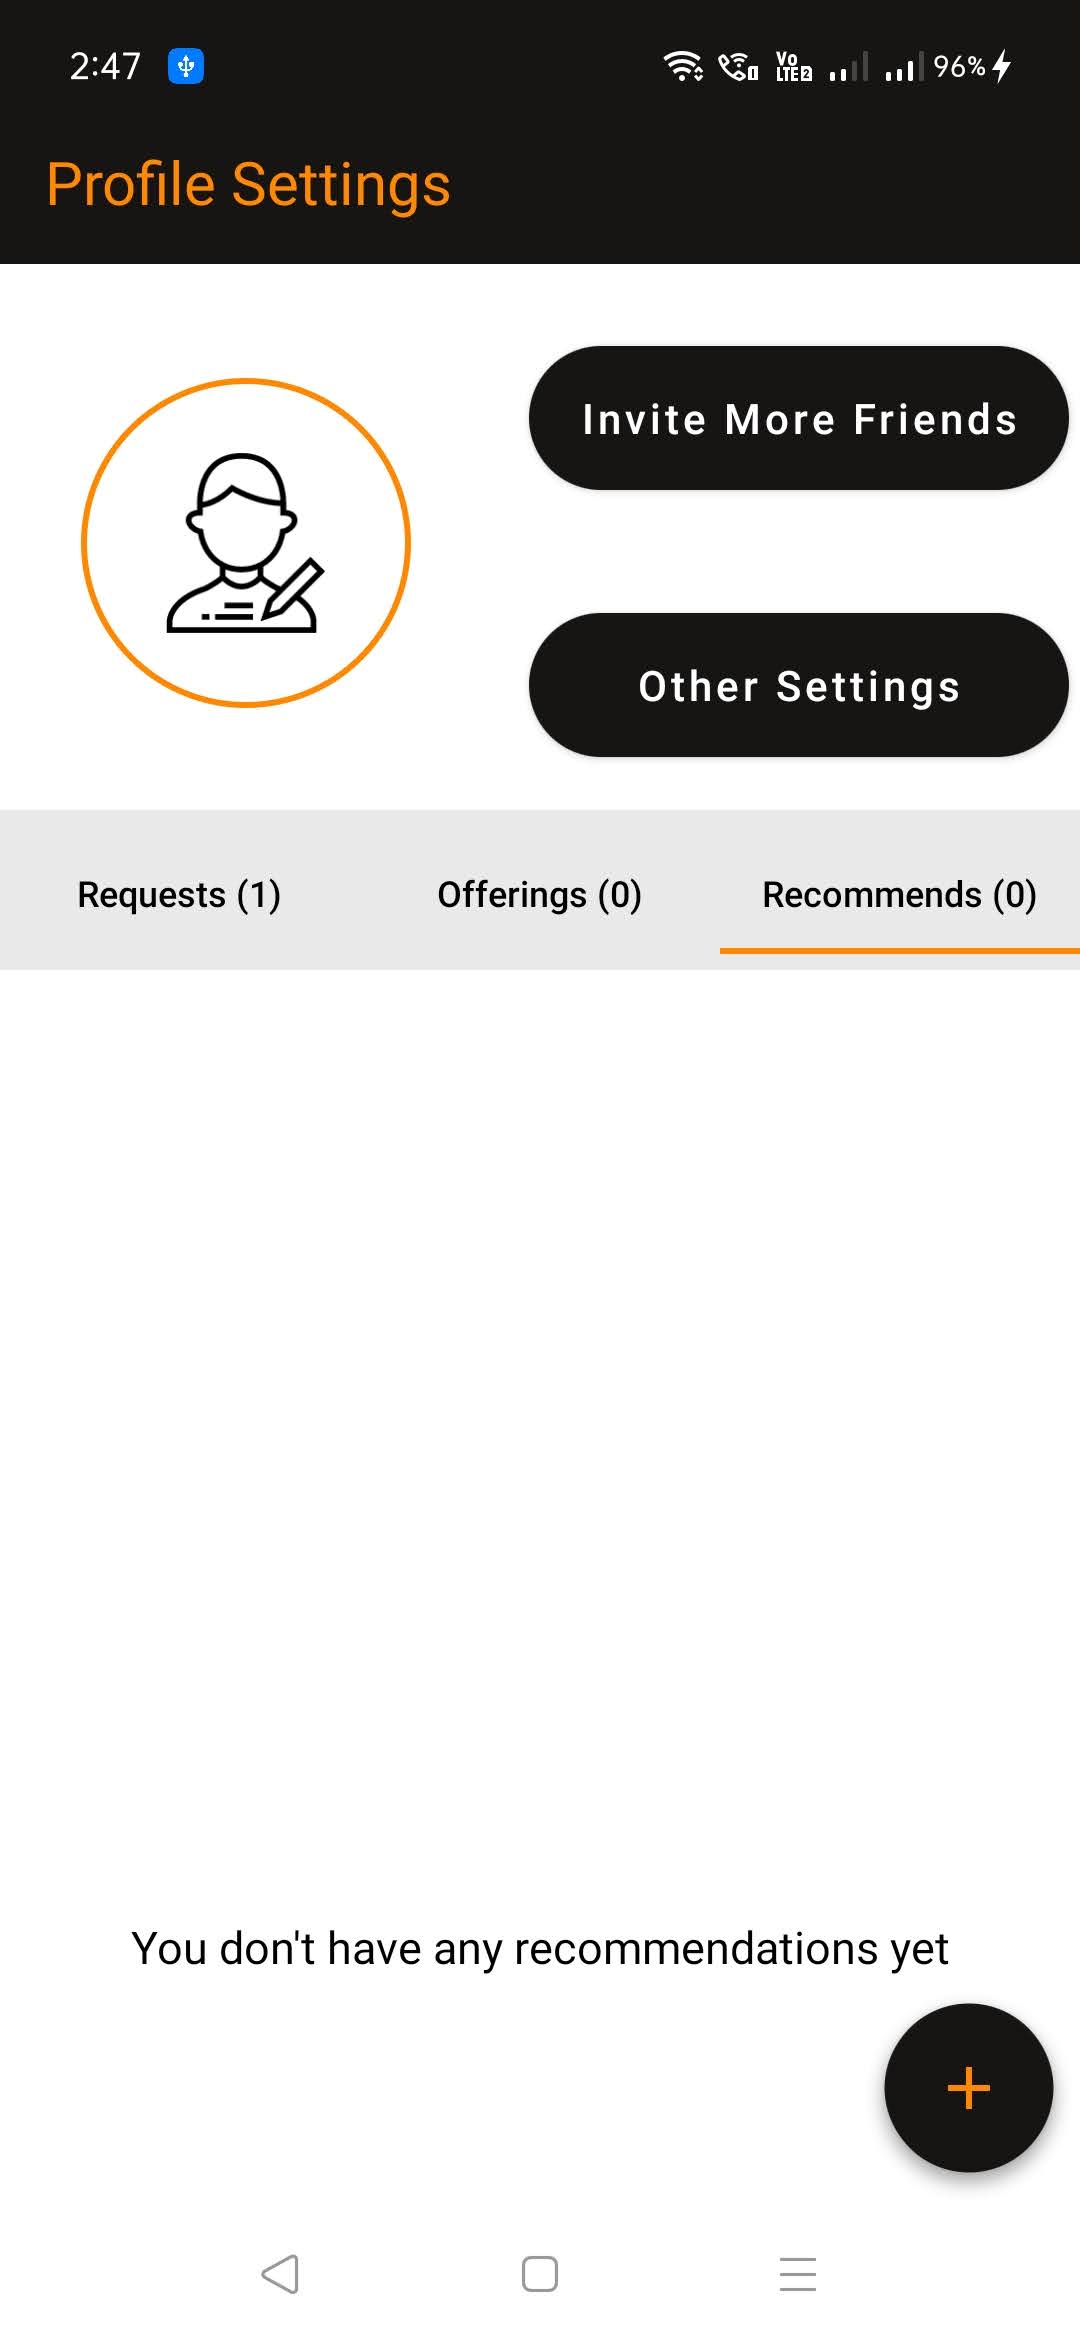 2:47
Vo
LTE2
96%
Profile Settings
Invite More Friends
Other Settings
Requests (1)
Offerings (0)
Recommends (0)
You don't have any recommendations yet
+